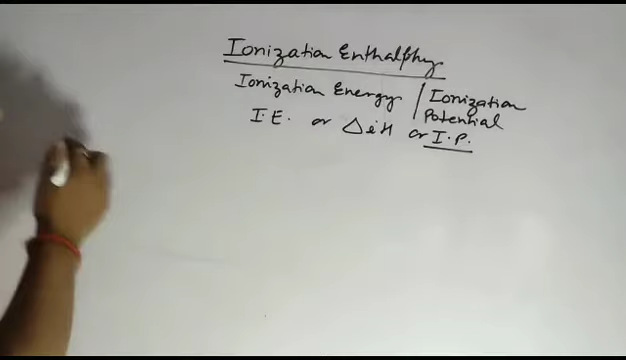 Ionization Enthalphy
Ionization Energy / Ionization Potential
I.E. or ΔiH or I.P.